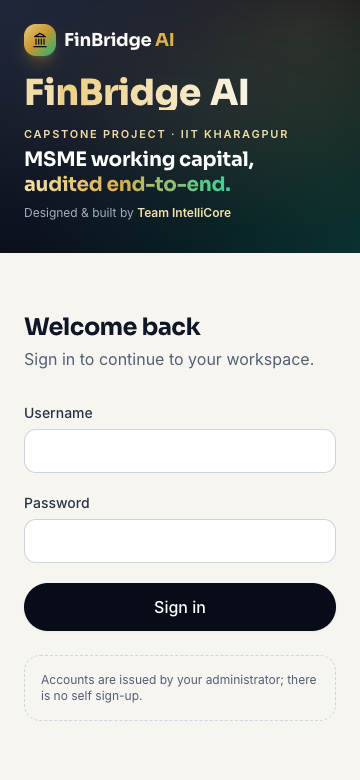 FinBridge AI
FinBridge AI
CAPSTONE PROJECT · IIT KHARAGPUR
MSME working capital,
audited end-to-end.
Designed & built by Team IntelliCore
Welcome back
Sign in to continue to your workspace.
Username
Password
Sign in
Accounts are issued by your administrator; there
is no self sign-up.